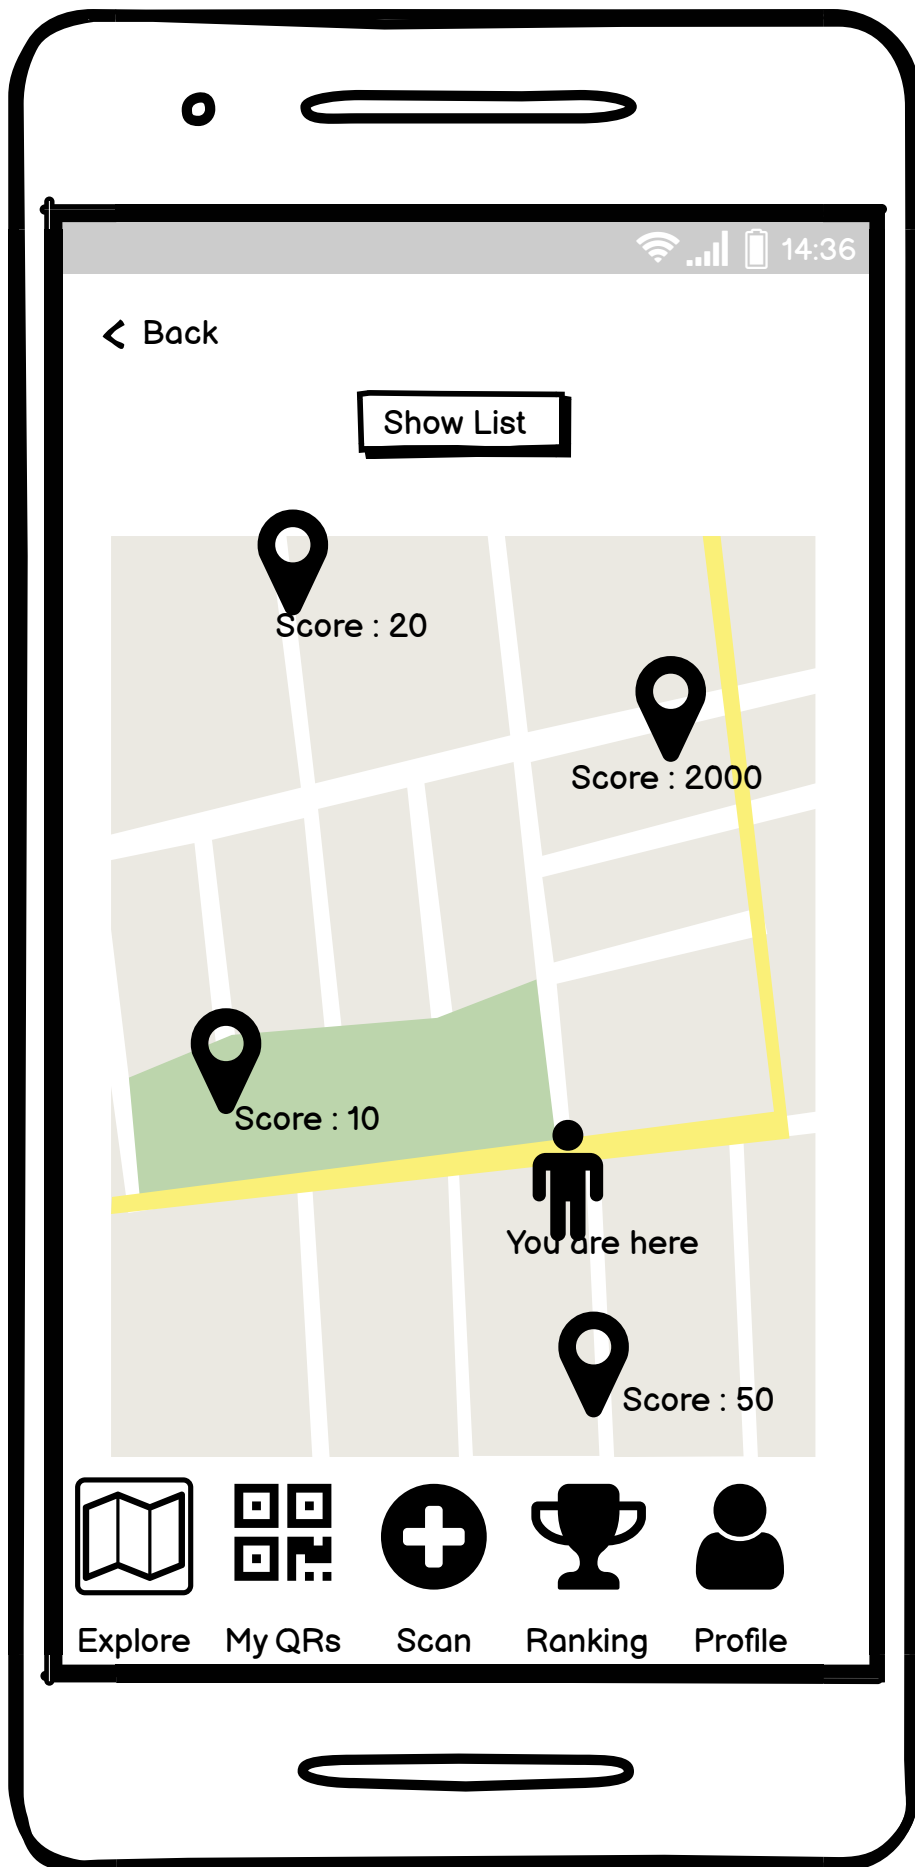 14:36
Back
Show List
Score : 20
Score : 2000
Score : 10
You are here
Score : 50
Explore
My QRs
Scan
Ranking
Profile